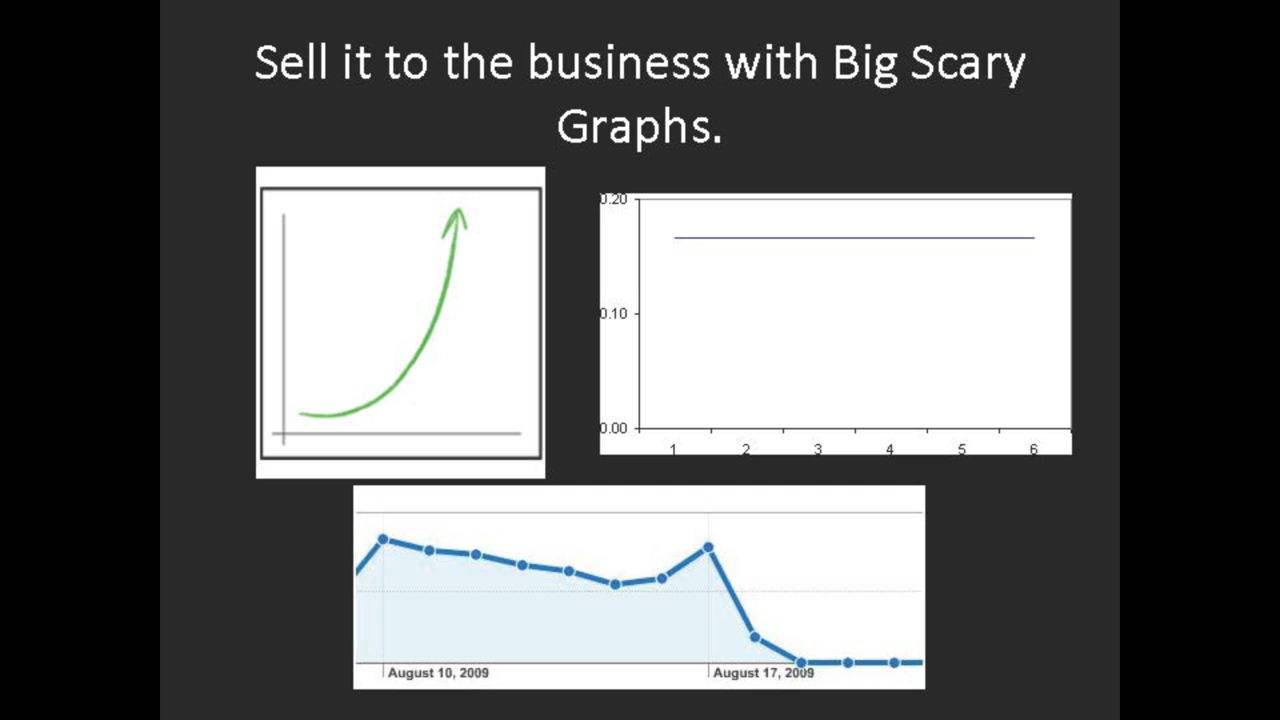 Sell it to the business with Big Scary
Graphs.
0.20
0.10
0.00
1 2 3 4 5 6
August 10, 2009 August 17, 2009